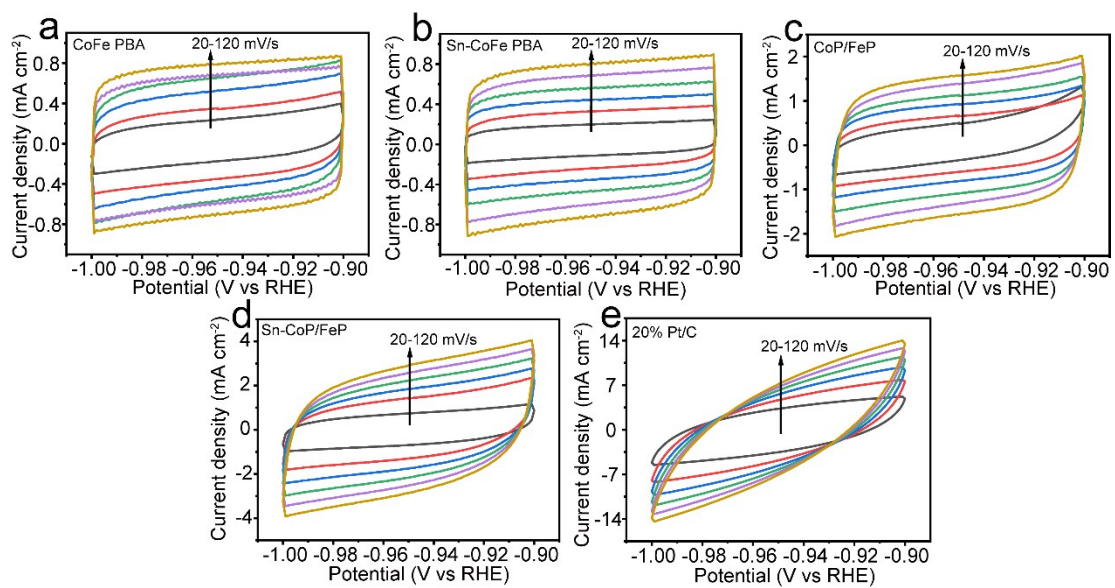 a
CoFe PBA
20-120 mV/s
Current density (mA cm-2)
0.8
0.4
0.0
-0.4
-0.8
-1.00 -0.98 -0.96 -0.94 -0.92 -0.90
Potential (V vs RHE)
b
Sn-CoFe PBA
20-120 mV/s
Current density (mA cm-2)
0.8
0.4
0.0
-0.4
-0.8
-1.00 -0.98 -0.96 -0.94 -0.92 -0.90
Potential (V vs RHE)
c
CoP/FeP
20-120 mV/s
Current density (mA cm-2)
2
1
0
-1
-2
-1.00 -0.98 -0.96 -0.94 -0.92 -0.90
Potential (V vs RHE)
d
Sn-CoP/FeP
20-120 mV/s
Current density (mA cm-2)
4
2
0
-2
-4
-1.00 -0.98 -0.96 -0.94 -0.92 -0.90
Potential (V vs RHE)
e
20% Pt/C
20-120 mV/s
Current density (mA cm-2)
14
7
0
-7
-14
-1.00 -0.98 -0.96 -0.94 -0.92 -0.90
Potential (V vs RHE)